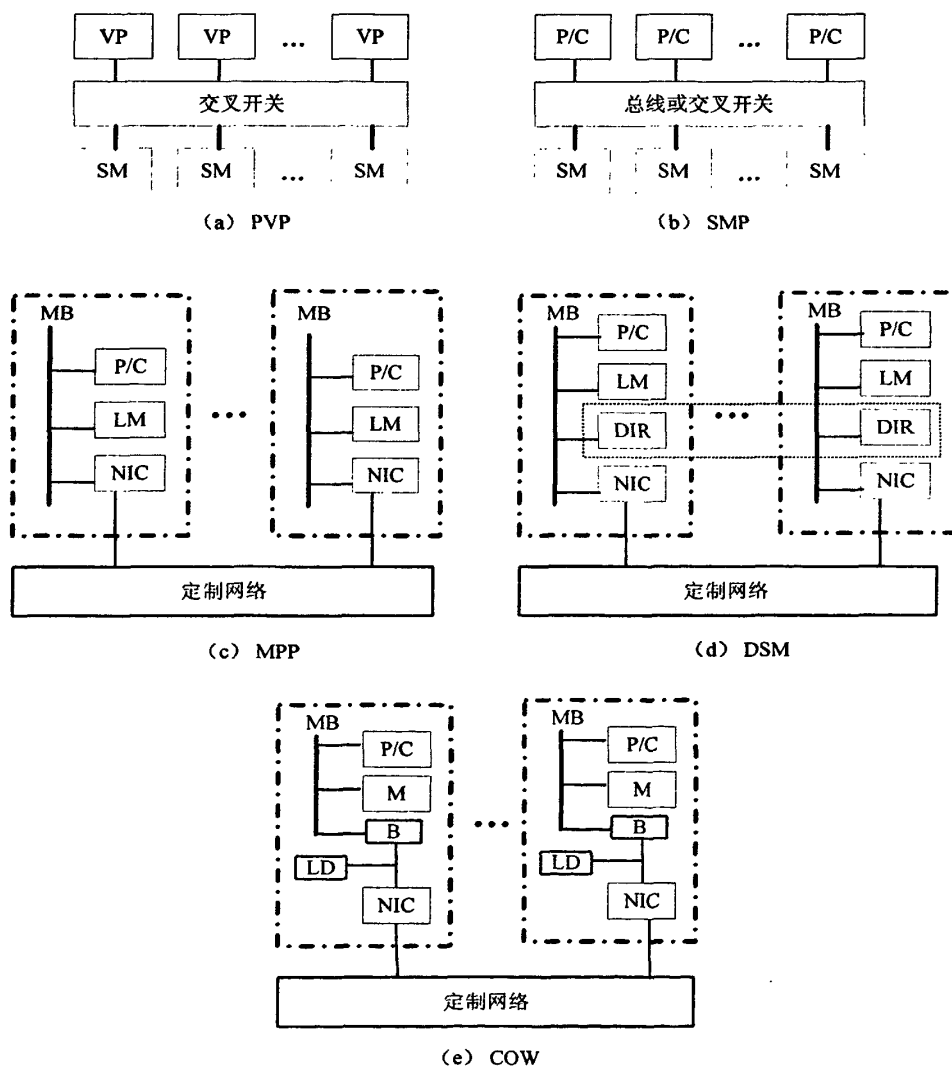 VP VP ... VP
交叉开关
SM SM ... SM
(a) PVP
P/C P/C ... P/C
总线或交叉开关
SM SM ... SM
(b) SMP
MB
P/C
LM
NIC
...
MB
P/C
LM
NIC
定制网络
(c) MPP
MB
P/C
LM
DIR
NIC
...
MB
P/C
LM
DIR
NIC
定制网络
(d) DSM
MB
P/C
M
B
LD
NIC
...
MB
P/C
M
B
LD
NIC
定制网络
(e) COW